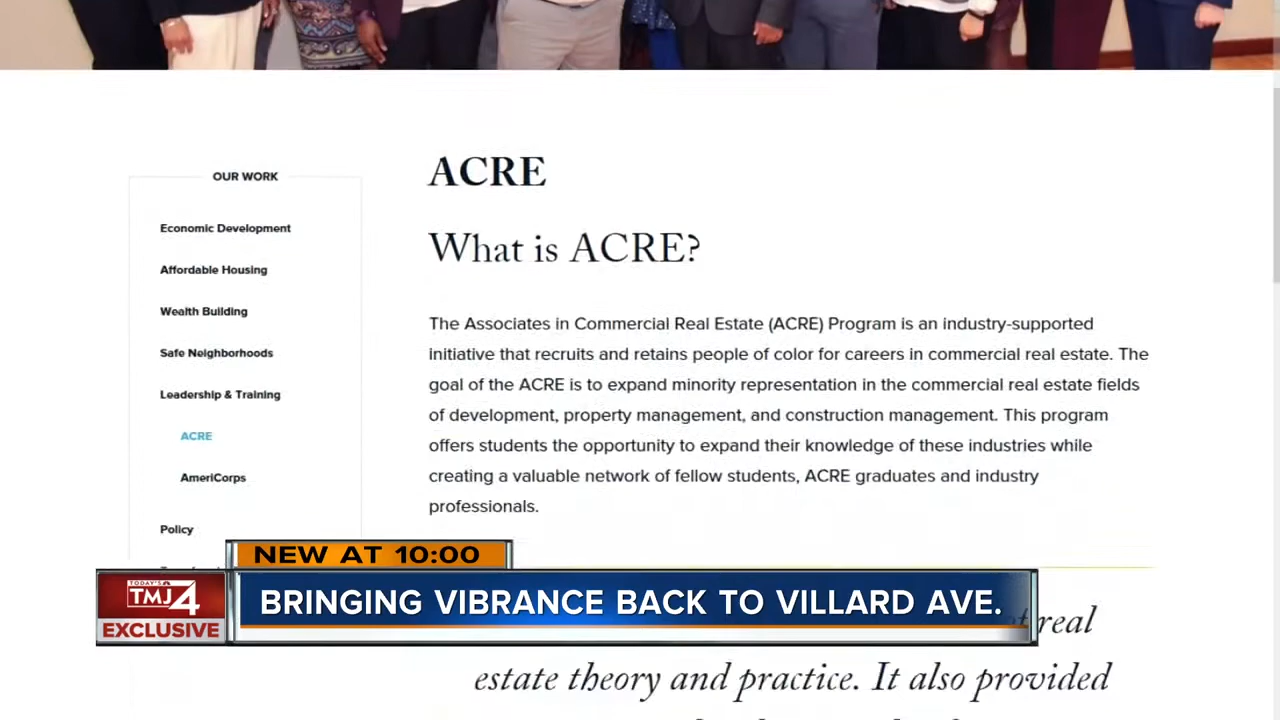 OUR WORK
Economic Development
Affordable Housing
Wealth Building
Safe Neighborhoods
Leadership & Training
ACRE
AmeriCorps
Policy
ACRE
What is ACRE?
The Associates in Commercial Real Estate (ACRE) Program is an industry-supported
initiative that recruits and retains people of color for careers in commercial real estate. The
goal of the ACRE is to expand minority representation in the commercial real estate fields
of development, property management, and construction management. This program
offers students the opportunity to expand their knowledge of these industries while
creating a valuable network of fellow students, ACRE graduates and industry
professionals.
real
estate theory and practice. It also provided
NEW AT 10:00
TODAY'S
TMJ4
EXCLUSIVE
BRINGING VIBRANCE BACK TO VILLARD AVE.